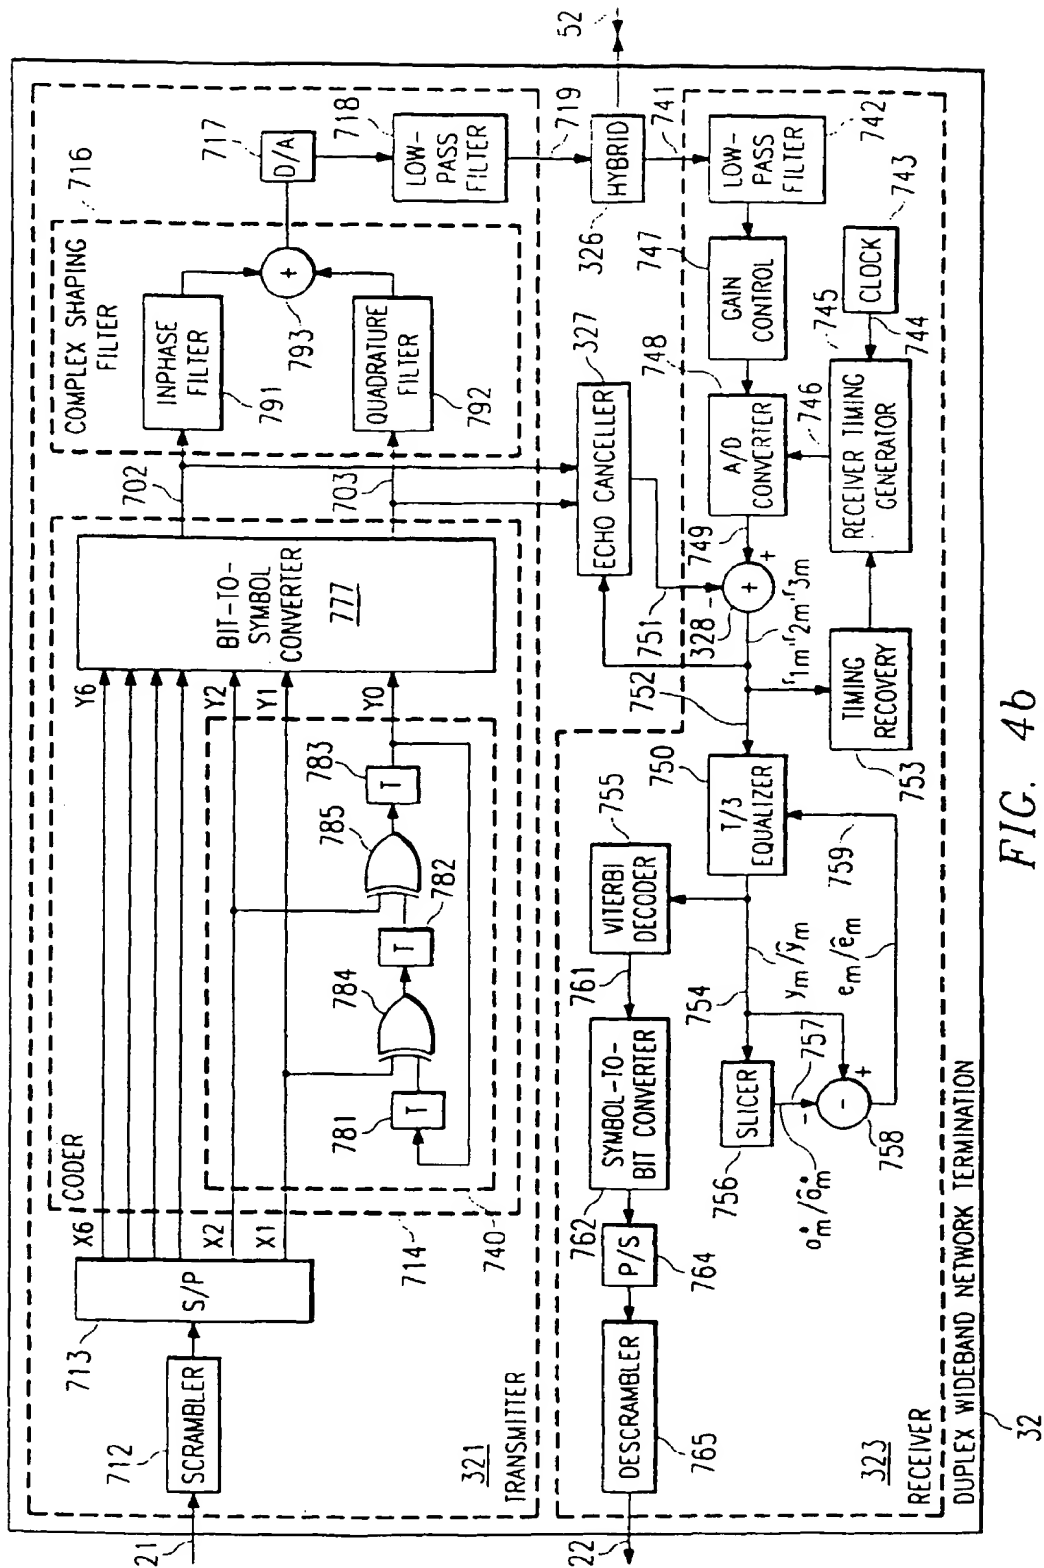 52
716
717
D/A
718
LOW-
PASS
FILTER
719
HYBRID
326
741
LOW-
PASS
FILTER
742
COMPLEX SHAPING
FILTER
INPHASE
FILTER
791
+
793
QUADRATURE
FILTER
792
702
703
327
ECHO CANCELLER
751
747
GAIN
CONTROL
748
A/D
CONVERTER
749
746
743
CLOCK
744
745
RECEIVER TIMING
GENERATOR
+
-
+
328
r1m,r2m,r3m
752
TIMING
RECOVERY
753
CODER
BIT-TO-
SYMBOL
CONVERTER
777
Y6
Y2
Y1
Y0
T
783
785
T
782
784
T
781
740
714
X6
X2
X1
S/P
713
SCRAMBLER
712
21
321
TRANSMITTER
750
T/3
EQUALIZER
759
755
VITERBI
DECODER
761
754
ym/ŷm
em/êm
SYMBOL-TO-
BIT CONVERTER
762
SLICER
756
757
-
+
-
758
a*m/â*m
P/S
764
DESCRAMBLER
765
22
323
RECEIVER
DUPLEX WIDEBAND NETWORK TERMINATION
32
FIG. 4b